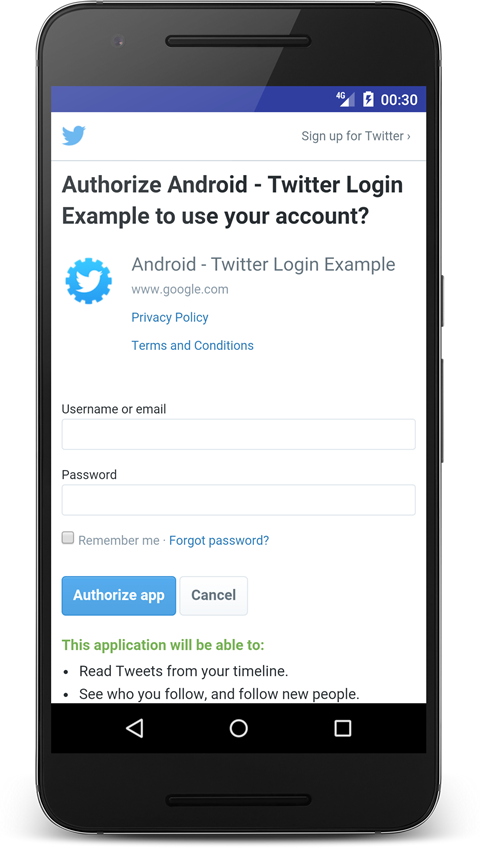 4G 00:30
Sign up for Twitter ›
Authorize Android - Twitter Login
Example to use your account?
Android - Twitter Login Example
www.google.com
Privacy Policy
Terms and Conditions
Username or email
Password
Remember me · Forgot password?
Authorize app Cancel
This application will be able to:
• Read Tweets from your timeline.
• See who you follow, and follow new people.